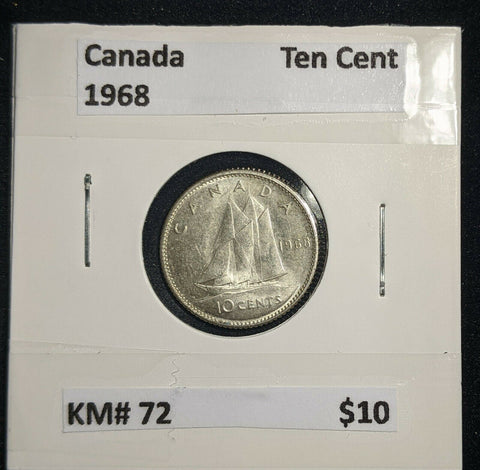 Canada Ten Cent
1968
CANADA
1968
10 CENTS
KM# 72 $10